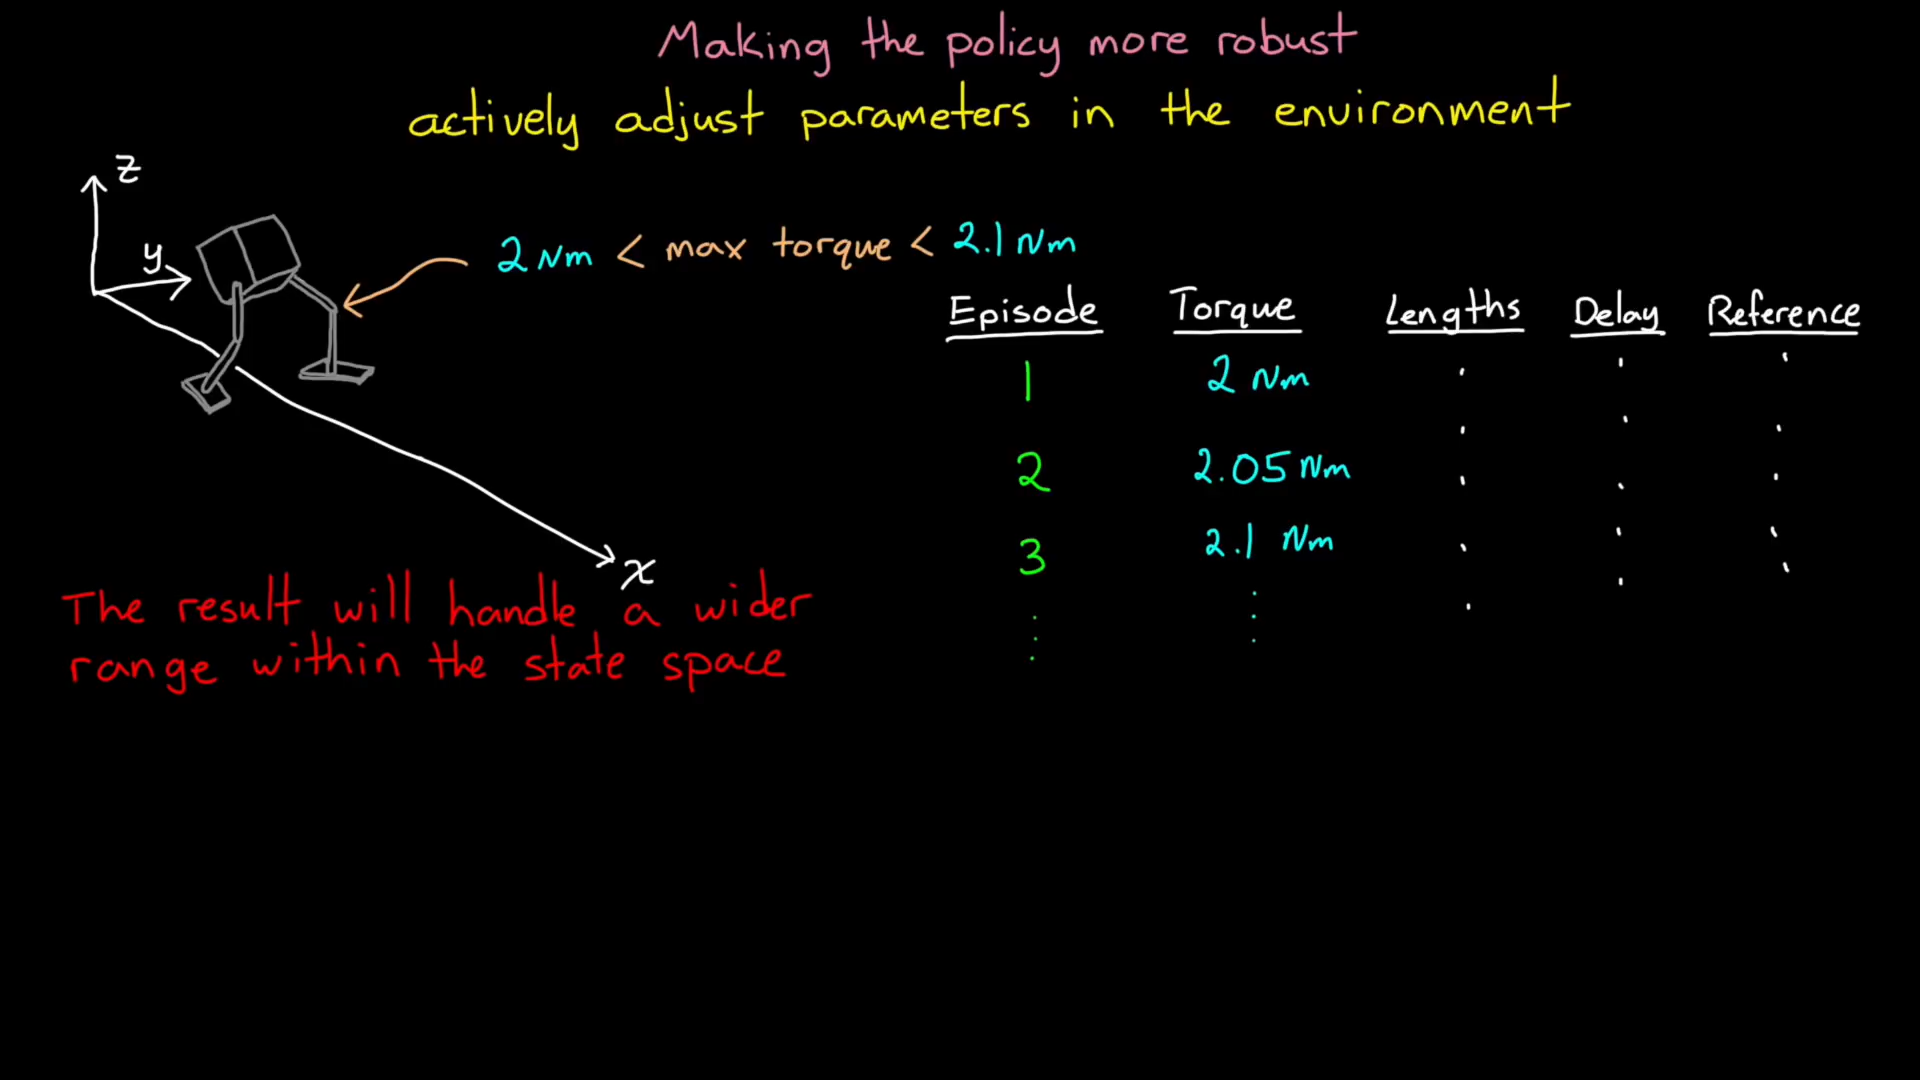 Making the policy more robust
actively adjust parameters in the environment
z
y
2 Nm < max torque < 2.1 Nm
Episode Torque Lengths Delay Reference
1 2 Nm
2 2.05 Nm
3 2.1 Nm
x
The result will handle a wider
range within the state space